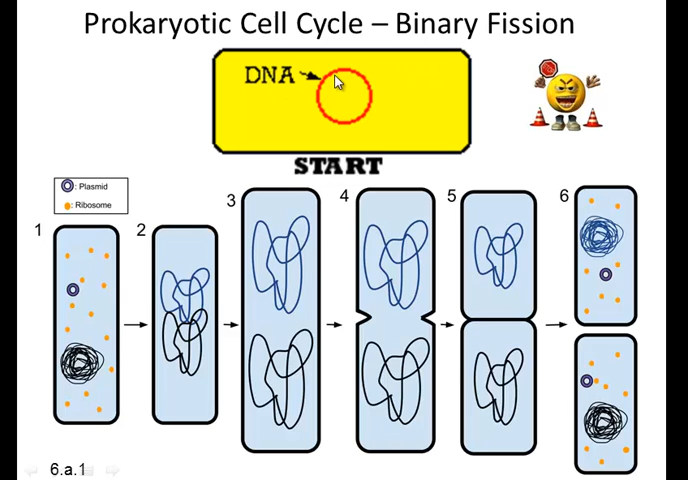 Prokaryotic Cell Cycle – Binary Fission
DNA
START
: Plasmid
: Ribosome
1
2
3
4
5
6
6.a.1